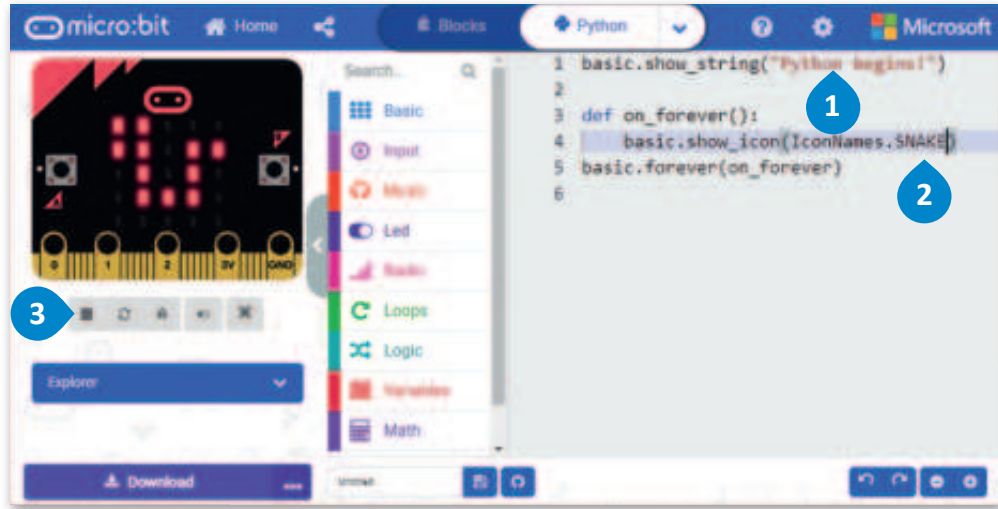 micro:bit Home Blocks Python Microsoft
Search...
Basic
Input
Music
Led
Radio
Loops
Logic
Variables
Math
1 basic.show_string("Python begins!")
2
3 def on_forever():
4 basic.show_icon(IconNames.SNAKE)
5 basic.forever(on_forever)
6
1
2
0 1 2 3V GND
3
Explorer
Download
Untitled